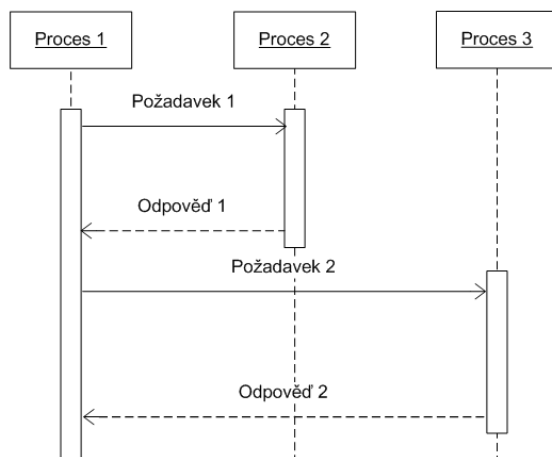 Proces 1
Proces 2
Proces 3
Požadavek 1
Odpověď 1
Požadavek 2
Odpověď 2